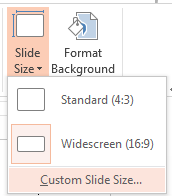 Slide Format
Size Background
Standard (4:3)
Widescreen (16:9)
Custom Slide Size...